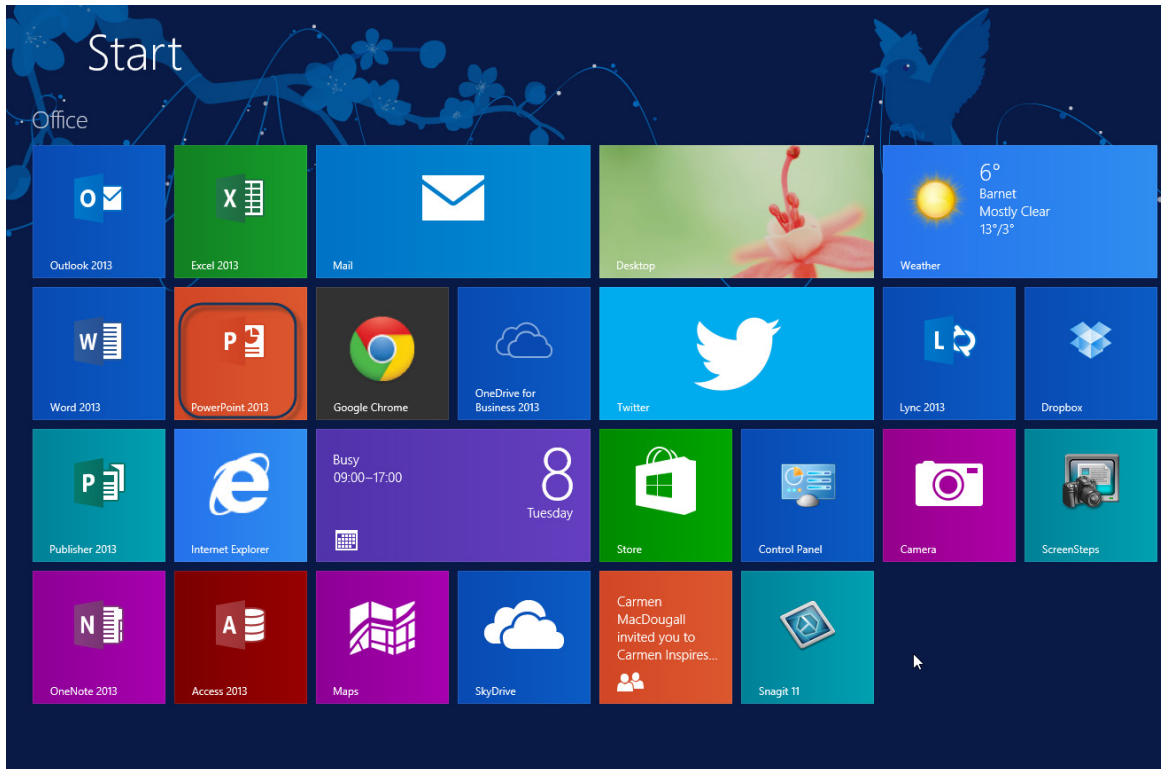 Start
Office
Outlook 2013
Excel 2013
Mail
Desktop
6°
Barnet
Mostly Clear
13°/3°
Weather
Word 2013
PowerPoint 2013
Google Chrome
OneDrive for
Business 2013
Twitter
Lync 2013
Dropbox
Publisher 2013
Internet Explorer
Busy
09:00–17:00
8
Tuesday
Store
Control Panel
Camera
ScreenSteps
OneNote 2013
Access 2013
Maps
SkyDrive
Carmen
MacDougall
invited you to
Carmen Inspires...
Snagit 11